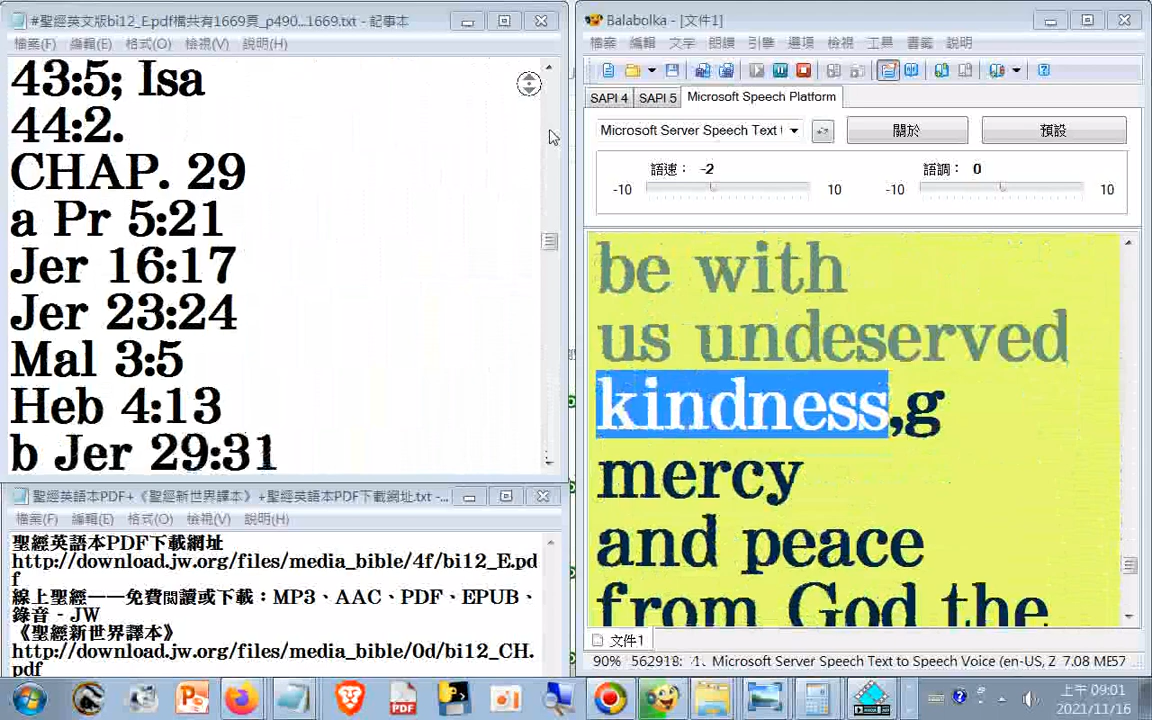 #聖經英文版bi12_E.pdf檔共有1669頁_p490...1669.txt - 記事本
檔案(F) 編輯(E) 格式(O) 檢視(V) 說明(H)
43:5; Isa
44:2.
CHAP. 29
a Pr 5:21
Jer 16:17
Jer 23:24
Mal 3:5
Heb 4:13
b Jer 29:31
聖經英語本PDF+《聖經新世界譯本》+聖經英語本PDF下載網址.txt -...
檔案(F) 編輯(E) 格式(O) 檢視(V) 說明(H)
聖經英語本PDF下載網址
http://download.jw.org/files/media_bible/4f/bi12_E.pd
f
線上聖經——免費閱讀或下載：MP3、AAC、PDF、EPUB、
錄音 - JW
《聖經新世界譯本》
http://download.jw.org/files/media_bible/0d/bi12_CH.
pdf
Balabolka - [文件1]
檔案 編輯 文字 朗讀 引擎 選項 檢視 工具 書籤 說明
SAPI 4 SAPI 5 Microsoft Speech Platform
Microsoft Server Speech Text 關於 預設
語速： -2 語調： 0
-10 10 -10 10
be with
us undeserved
kindness,g
mercy
and peace
from God the
文件1
90% 562918: Microsoft Server Speech Text to Speech Voice (en-US, Z 7.08 ME57
PDF
上午 09:01
2021/11/16